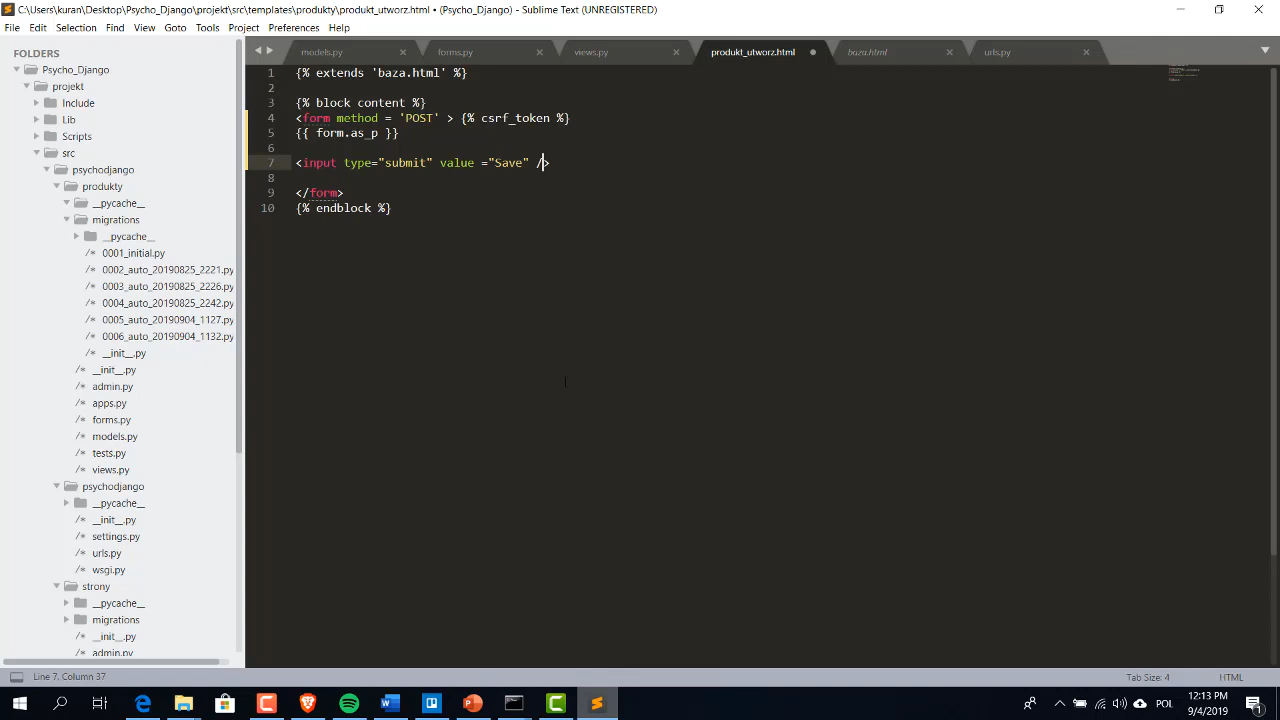 C:\Users\kuran\Desktop\Psycho_Django\projekt\src\templates\produkty\produkt_utworz.html • (Psycho_Django) - Sublime Text (UNREGISTERED)
File Edit Selection Find View Goto Tools Project Preferences Help
FOLDERS
Psycho_Django
projekt
Include
Lib
Scripts
src
psychodjango
produkty
__pycache__
migrations
__pycache__
/* 0001_initial.py
/* 0002_auto_20190825_2221.py
/* 0003_auto_20190825_2226.py
/* 0004_auto_20190825_2242.py
/* 0005_auto_20190904_1127.py
/* 0006_auto_20190904_1132.py
/* __init__.py
/* __init__.py
/* admin.py
/* apps.py
/* forms.py
/* models.py
/* tests.py
/* views.py
psychodjango
__pycache__
/* __init__.py
/* settings.py
/* urls.py
/* wsgi.py
strony
__pycache__
migrations
/* __init__.py
/* admin.py
models.py forms.py views.py produkt_utworz.html baza.html urls.py
1 {% extends 'baza.html' %}
2
3 {% block content %}
4 <form method = 'POST' > {% csrf_token %}
5 {{ form.as_p }}
6
7 <input type="submit" value ="Save" />
8
9 </form>
10 {% endblock %}
Line 7, Column 37 Tab Size: 4 HTML
POL 12:13 PM
9/4/2019
1